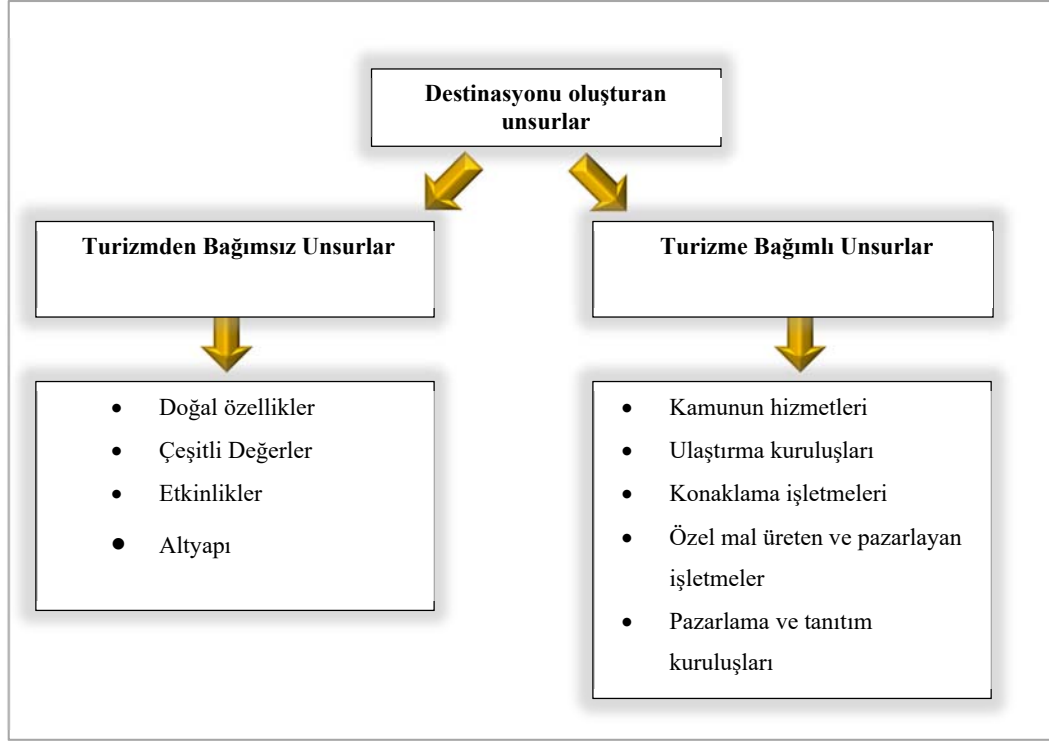 Destinasyonu oluşturan
unsurlar
Turizmden Bağımsız Unsurlar
Turizme Bağımlı Unsurlar
• Doğal özellikler
• Çeşitli Değerler
• Etkinlikler
• Altyapı
• Kamunun hizmetleri
• Ulaştırma kuruluşları
• Konaklama işletmeleri
• Özel mal üreten ve pazarlayan
işletmeler
• Pazarlama ve tanıtım
kuruluşları